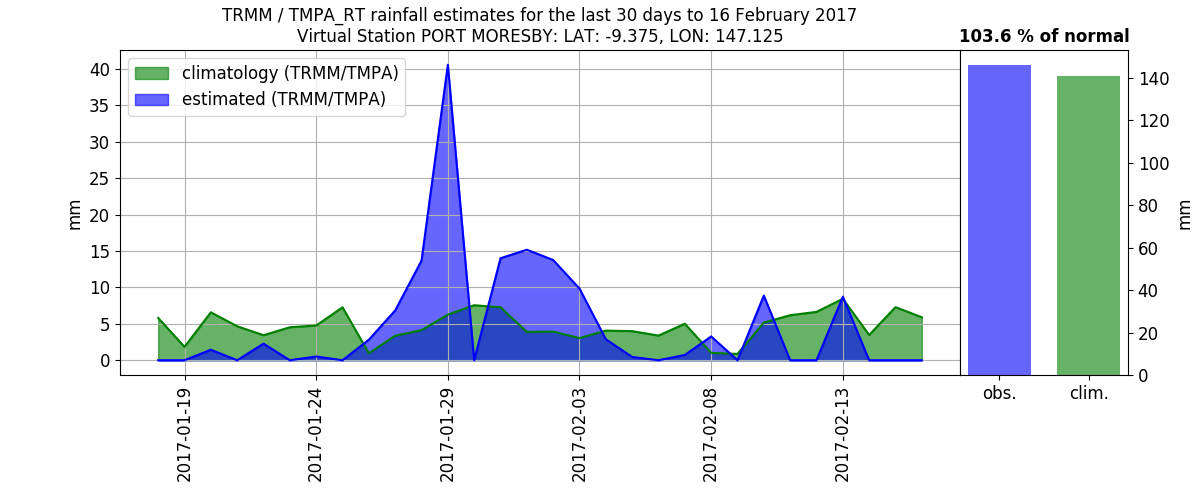 TRMM / TMPA_RT rainfall estimates for the last 30 days to 16 February 2017
Virtual Station PORT MORESBY: LAT: -9.375, LON: 147.125
103.6 % of normal
climatology (TRMM/TMPA)
estimated (TRMM/TMPA)
mm
40
35
30
25
20
15
10
5
0
2017-01-19
2017-01-24
2017-01-29
2017-02-03
2017-02-08
2017-02-13
140
120
100
80
60
40
20
0
mm
obs.
clim.